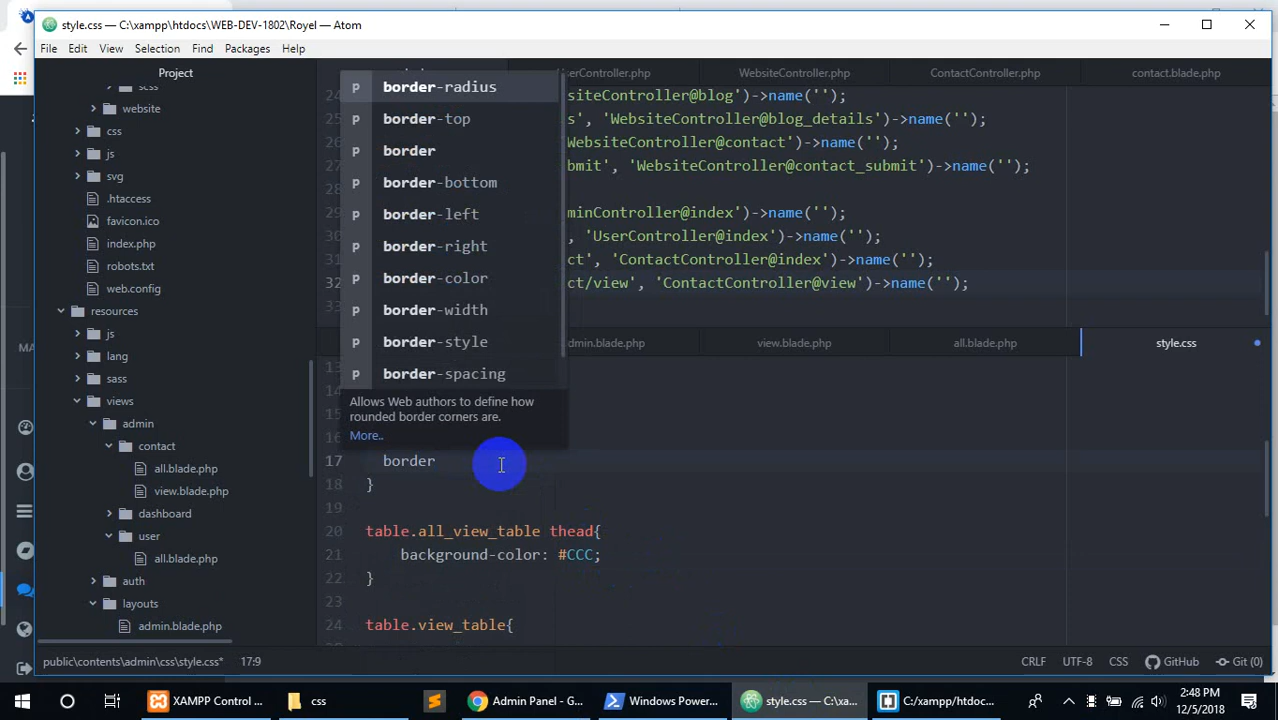 style.css — C:\xampp\htdocs\WEB-DEV-1802\Royel — Atom
File Edit View Selection Find Packages Help
Project
scss
website
css
js
svg
.htaccess
favicon.ico
index.php
robots.txt
web.config
resources
js
lang
sass
views
admin
contact
all.blade.php
view.blade.php
dashboard
user
all.blade.php
auth
layouts
admin.blade.php
serController.php WebsiteController.php ContactController.php contact.blade.php
24 siteController@blog')->name('');
25 s', 'WebsiteController@blog_details')->name('');
26 WebsiteController@contact')->name('');
27 bmit', 'WebsiteController@contact_submit')->name('');
28
29 minController@index')->name('');
30 , 'UserController@index')->name('');
31 ct', 'ContactController@index')->name('');
32 ct/view', 'ContactController@view')->name('');
33
p border-radius
p border-top
p border
p border-bottom
p border-left
p border-right
p border-color
p border-width
p border-style
p border-spacing
Allows Web authors to define how
rounded border corners are.
More..
dmin.blade.php view.blade.php all.blade.php style.css
13
14
15
16
17 border
18 }
19
20 table.all_view_table thead{
21 background-color: #CCC;
22 }
23
24 table.view_table{
public\contents\admin\css\style.css* 17:9 CRLF UTF-8 CSS GitHub Git (0)
XAMPP Control ... css Admin Panel - G... Windows Power... style.css — C:\xa... C:/xampp/htdoc... 2:48 PM
12/5/2018